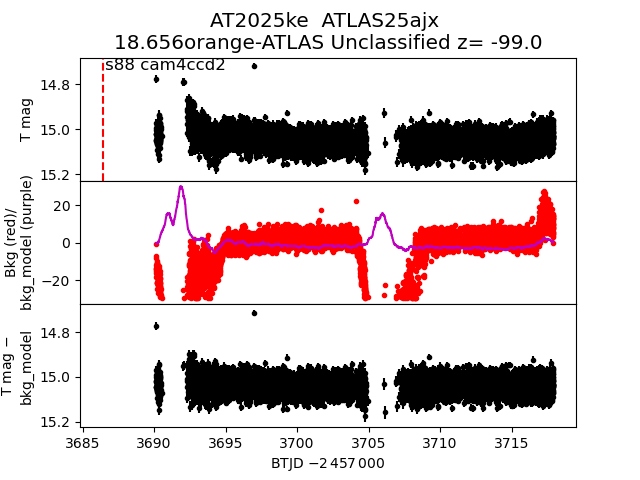 AT2025ke  ATLAS25ajx
18.656orange-ATLAS Unclassified z= -99.0
s88 cam4ccd2
T mag
14.8
15.0
15.2
Bkg (red)/
bkg_model (purple)
20
0
−20
T mag −
bkg_model
14.8
15.0
15.2
3685 3690 3695 3700 3705 3710 3715
BTJD −2 457 000